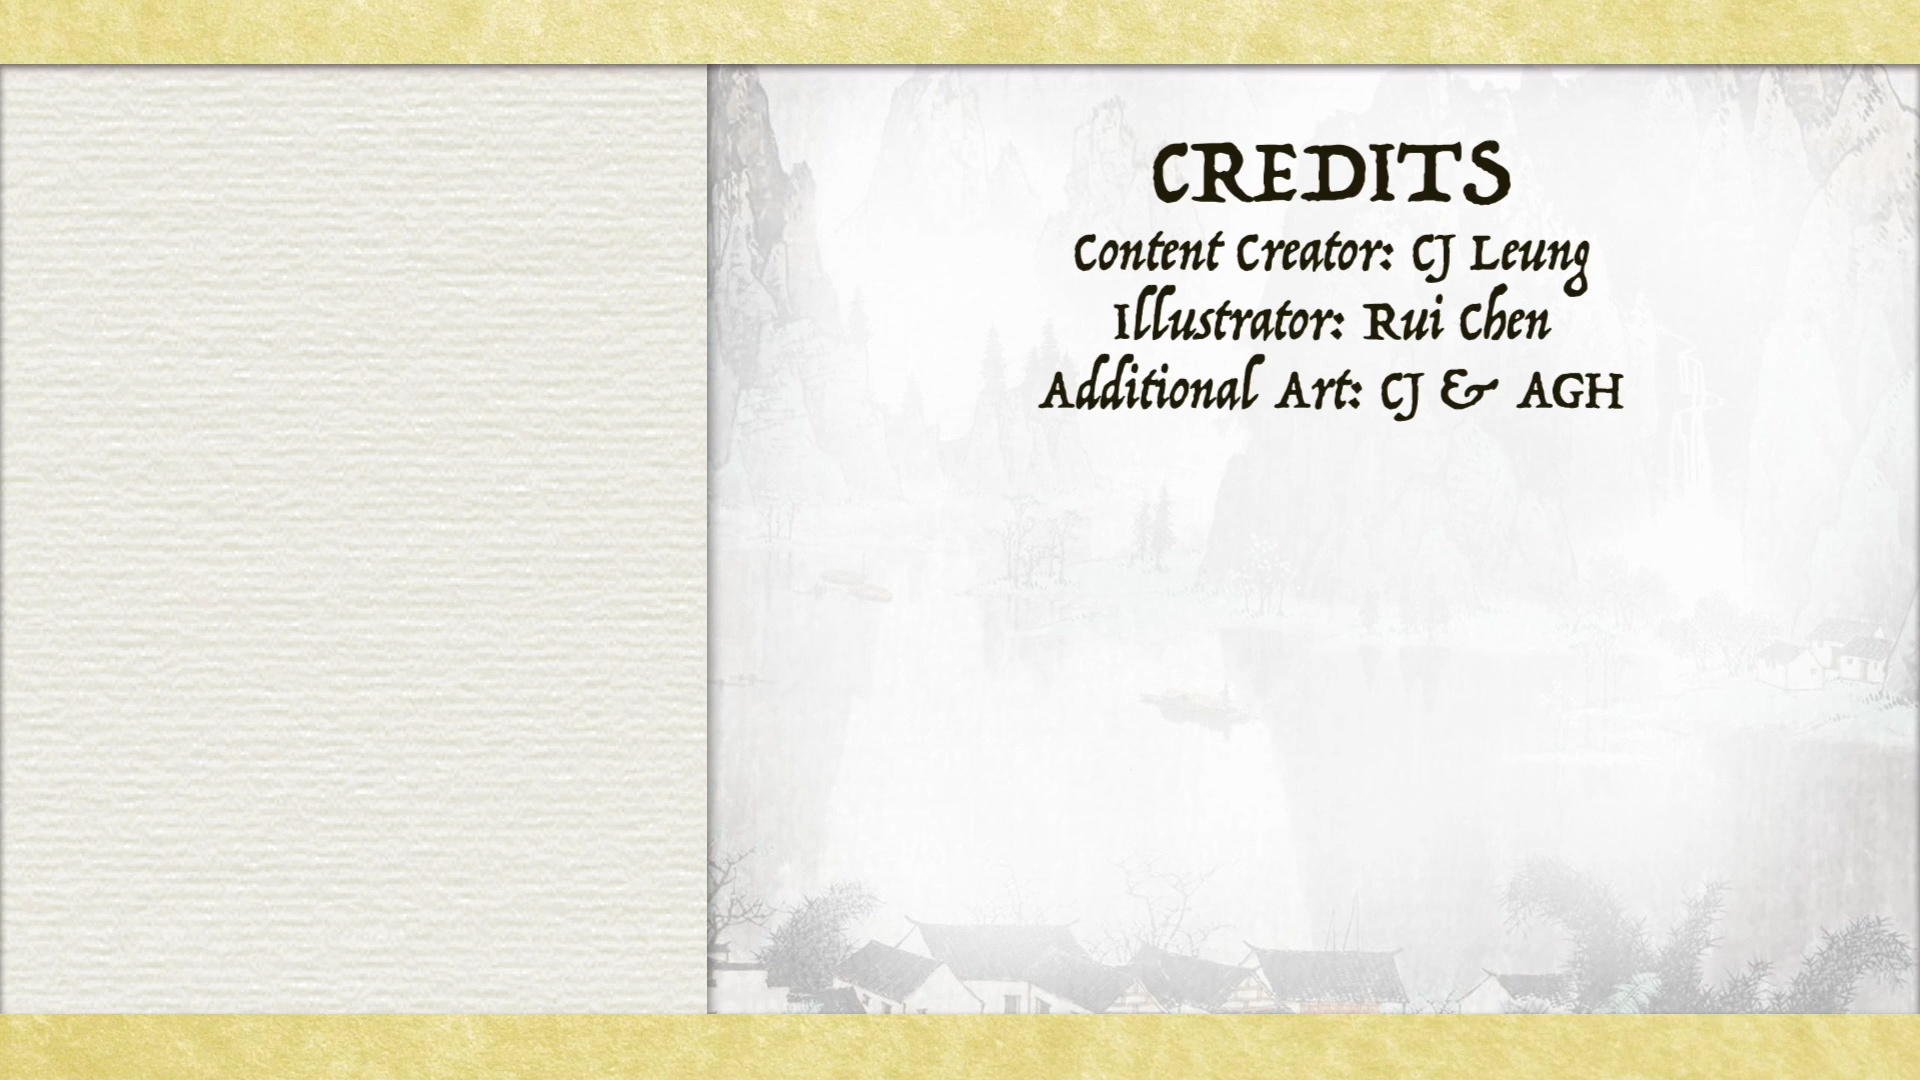 CREDITS
Content Creator: CJ Leung
Illustrator: Rui Chen
Additional Art: CJ & AGH